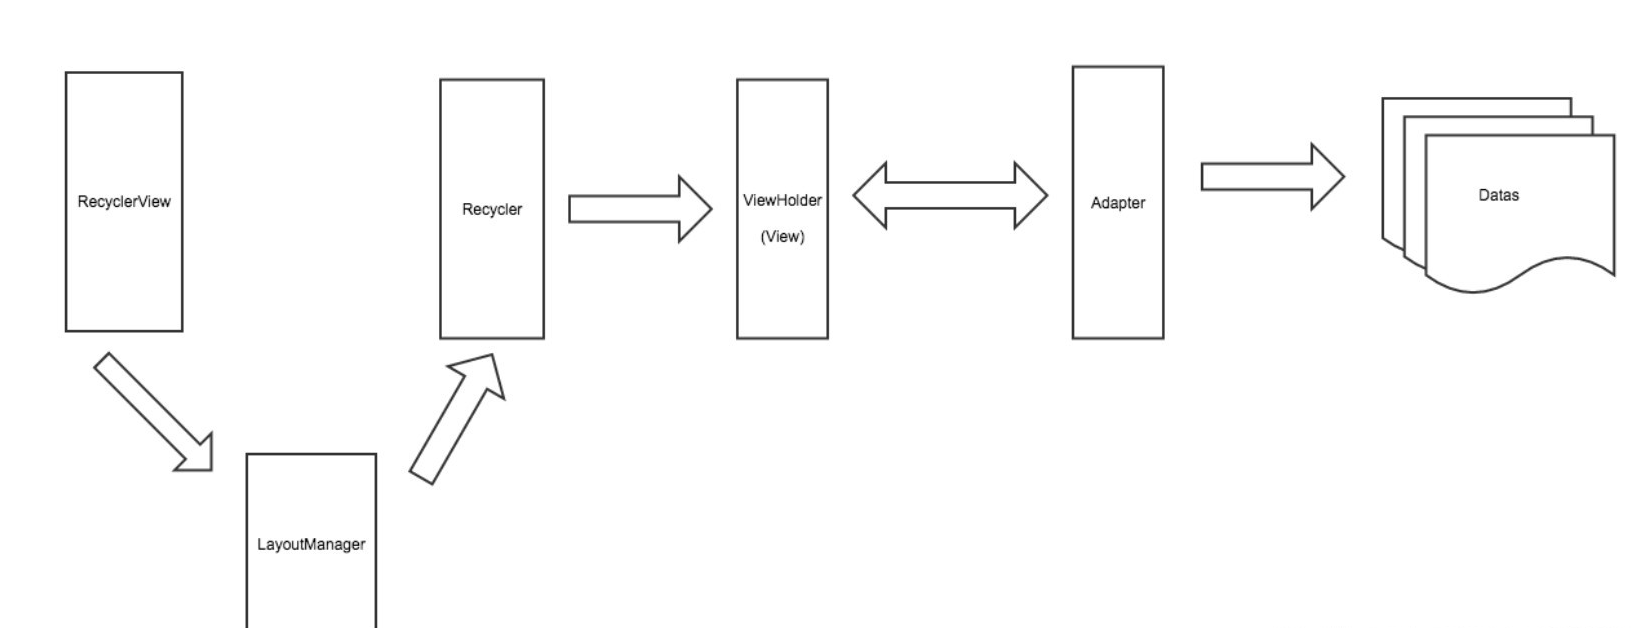 RecyclerView
Recycler
ViewHolder
(View)
Adapter
Datas
LayoutManager